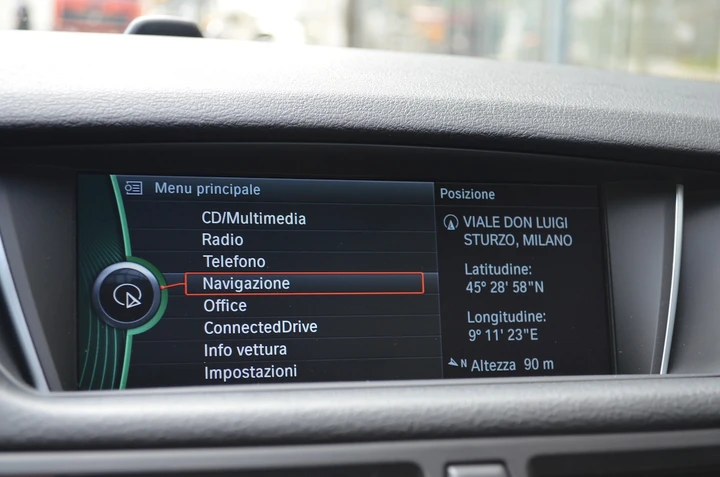 Menu principale
CD/Multimedia
Radio
Telefono
Navigazione
Office
ConnectedDrive
Info vettura
Impostazioni
Posizione
VIALE DON LUIGI
STURZO, MILANO
Latitudine:
45° 28' 58"N
Longitudine:
9° 11' 23"E
N Altezza 90 m